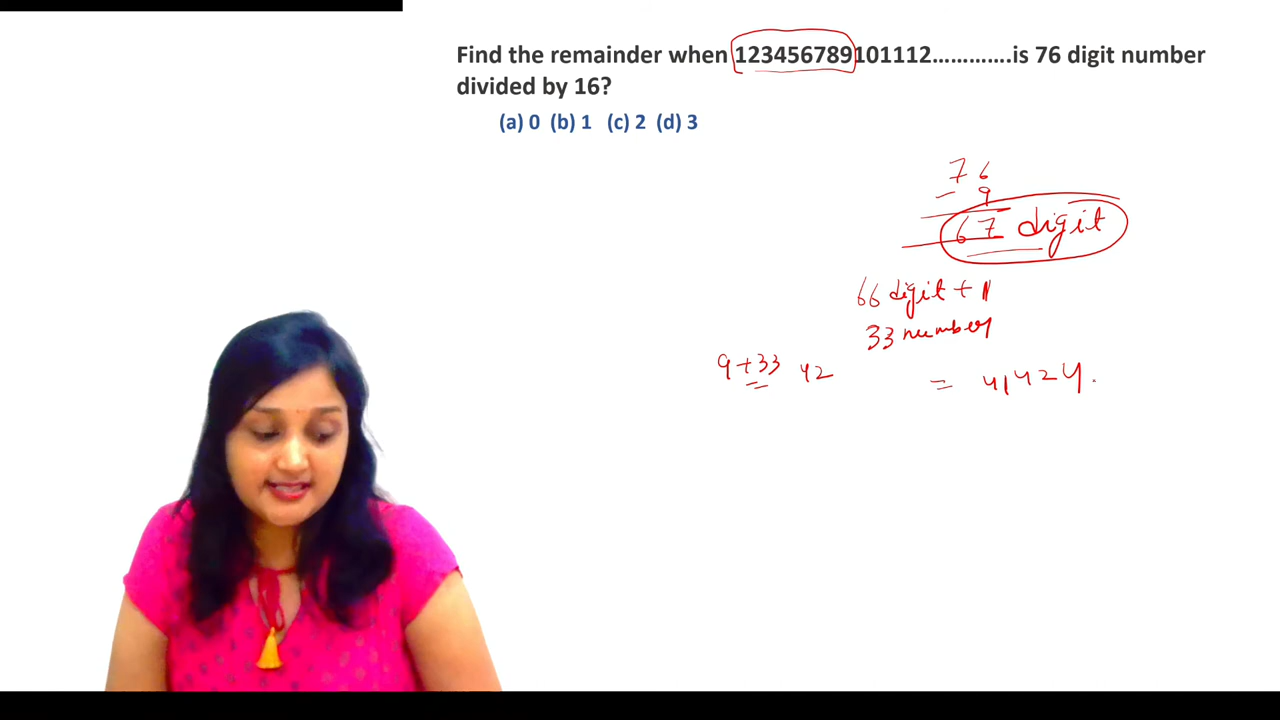 Find the remainder when 123456789101112.............is 76 digit number
divided by 16?
(a) 0 (b) 1 (c) 2 (d) 3
76
- 9
67 digit
66 digit + 1
33 number
9+33 42
= 41424.